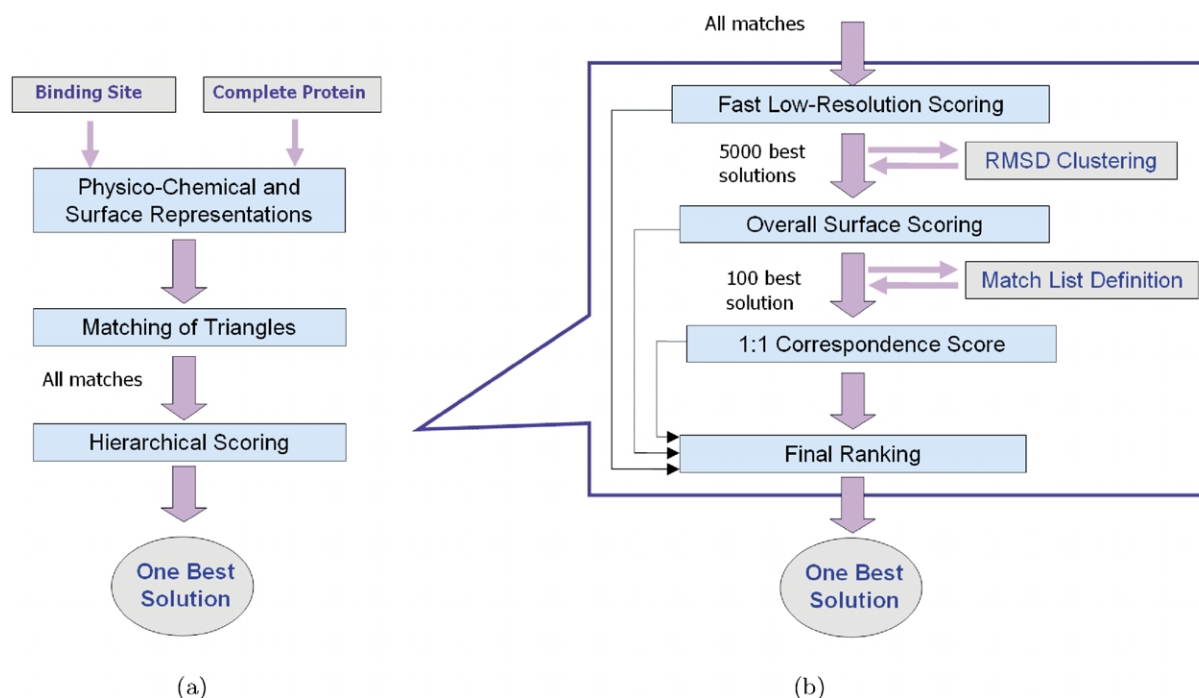 Binding Site
Complete Protein
Physico-Chemical and
Surface Representations
Matching of Triangles
All matches
Hierarchical Scoring
One Best
Solution
(a)
All matches
Fast Low-Resolution Scoring
5000 best
solutions
RMSD Clustering
Overall Surface Scoring
100 best
solution
Match List Definition
1:1 Correspondence Score
Final Ranking
One Best
Solution
(b)